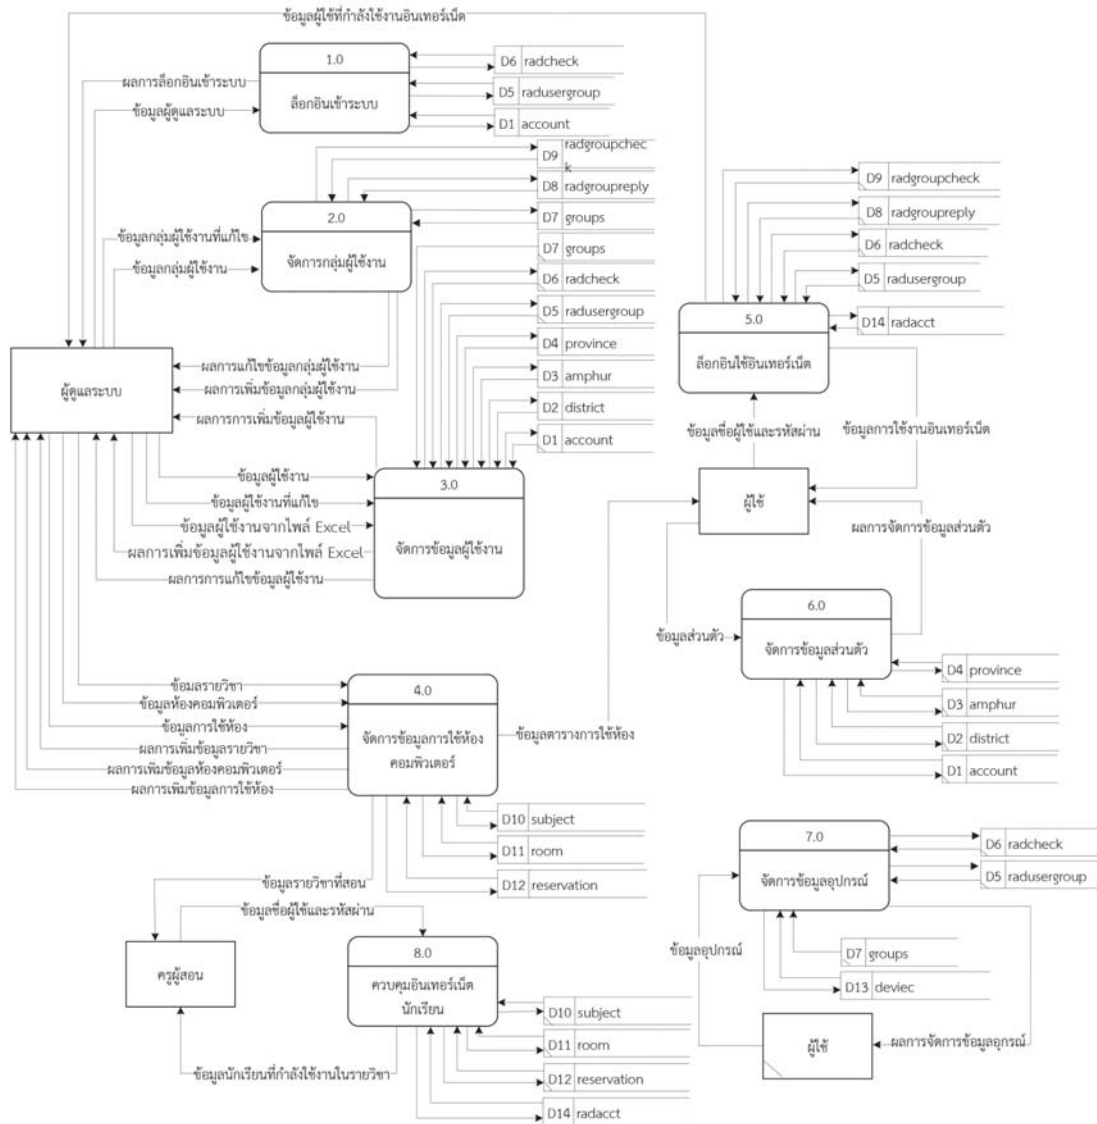 ข้อมูลผู้ใช้ที่กำลังใช้งานอินเทอร์เน็ต
1.0
ล็อกอินเข้าระบบ
D6 radcheck
D5 radusergroup
D1 account
ผลการล็อกอินเข้าระบบ
ข้อมูลผู้ดูแลระบบ
D9 radgroupchec
k
D8 radgroupreply
D7 groups
2.0
จัดการกลุ่มผู้ใช้งาน
ข้อมูลกลุ่มผู้ใช้งานที่แก้ไข
ข้อมูลกลุ่มผู้ใช้งาน
D7 groups
D6 radcheck
D5 radusergroup
D4 province
D3 amphur
D2 district
D1 account
ผู้ดูแลระบบ
ผลการแก้ไขข้อมูลกลุ่มผู้ใช้งาน
ผลการเพิ่มข้อมูลกลุ่มผู้ใช้งาน
ผลการการเพิ่มข้อมูลผู้ใช้งาน
ข้อมูลผู้ใช้งาน
ข้อมูลผู้ใช้งานที่แก้ไข
ข้อมูลผู้ใช้งานจากไฟล์ Excel
ผลการเพิ่มข้อมูลผู้ใช้งานจากไฟล์ Excel
ผลการการแก้ไขข้อมูลผู้ใช้งาน
3.0
จัดการข้อมูลผู้ใช้งาน
D9 radgroupcheck
D8 radgroupreply
D6 radcheck
D5 radusergroup
D14 radacct
5.0
ล็อกอินใช้อินเทอร์เน็ต
ข้อมูลชื่อผู้ใช้และรหัสผ่าน
ข้อมูลการใช้งานอินเทอร์เน็ต
ผู้ใช้
ผลการจัดการข้อมูลส่วนตัว
ข้อมูลส่วนตัว
6.0
จัดการข้อมูลส่วนตัว
D4 province
D3 amphur
D2 district
D1 account
ข้อมลรายวิชา
ข้อมูลห้องคอมพิวเตอร์
ข้อมูลการใช้ห้อง
ผลการเพิ่มข้อมูลรายวิชา
ผลการเพิ่มข้อมูลห้องคอมพิวเตอร์
ผลการเพิ่มข้อมูลการใช้ห้อง
4.0
จัดการข้อมูลการใช้ห้อง
คอมพิวเตอร์
ข้อมูลตารางการใช้ห้อง
D10 subject
D11 room
D12 reservation
ข้อมูลรายวิชาที่สอน
ข้อมูลชื่อผู้ใช้และรหัสผ่าน
ครูผู้สอน
8.0
ควบคุมอินเทอร์เน็ต
นักเรียน
ข้อมูลนักเรียนที่กำลังใช้งานในรายวิชา
D10 subject
D11 room
D12 reservation
D14 radacct
7.0
จัดการข้อมูลอุปกรณ์
D6 radcheck
D5 radusergroup
ข้อมูลอุปกรณ์
D7 groups
D13 deviec
ผู้ใช้
ผลการจัดการข้อมูลอุกรณ์